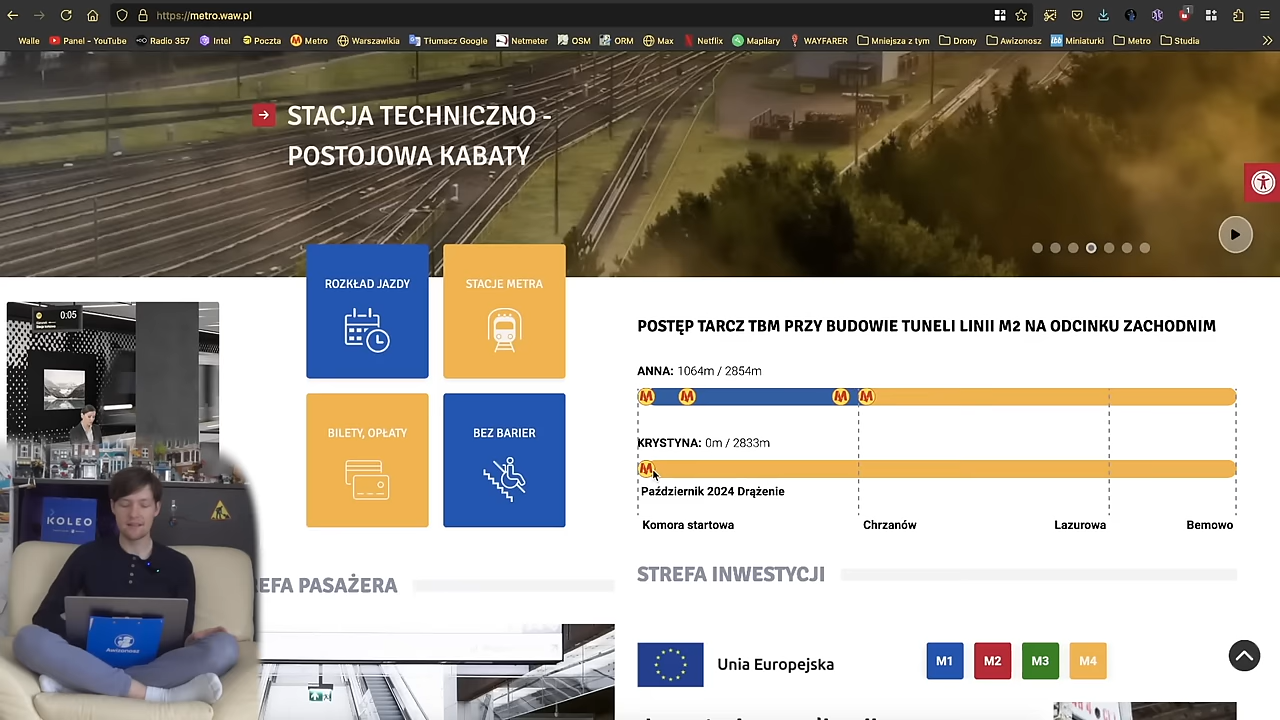 https://metro.waw.pl
1
Walle
Panel - YouTube
Radio 357
Intel
Poczta
Metro
Warszawikia
Tłumacz Google
Netmeter
OSM
ORM
Max
Netflix
Mapilary
WAYFARER
Mniejsza z tym
Drony
Awizonosz
Miniaturki
Metro
Studia
STACJA TECHNICZNO -
POSTOJOWA KABATY
ROZKŁAD JAZDY
STACJE METRA
BILETY, OPŁATY
BEZ BARIER
0:05
POSTĘP TARCZ TBM PRZY BUDOWIE TUNELI LINII M2 NA ODCINKU ZACHODNIM
ANNA: 1064m / 2854m
M M M M
KRYSTYNA: 0m / 2833m
M
Październik 2024 Drążenie
Komora startowa
Chrzanów
Lazurowa
Bemowo
KOLEO
Awizonosz
EFA PASAŻERA
STREFA INWESTYCJI
Unia Europejska
M1
M2
M3
M4